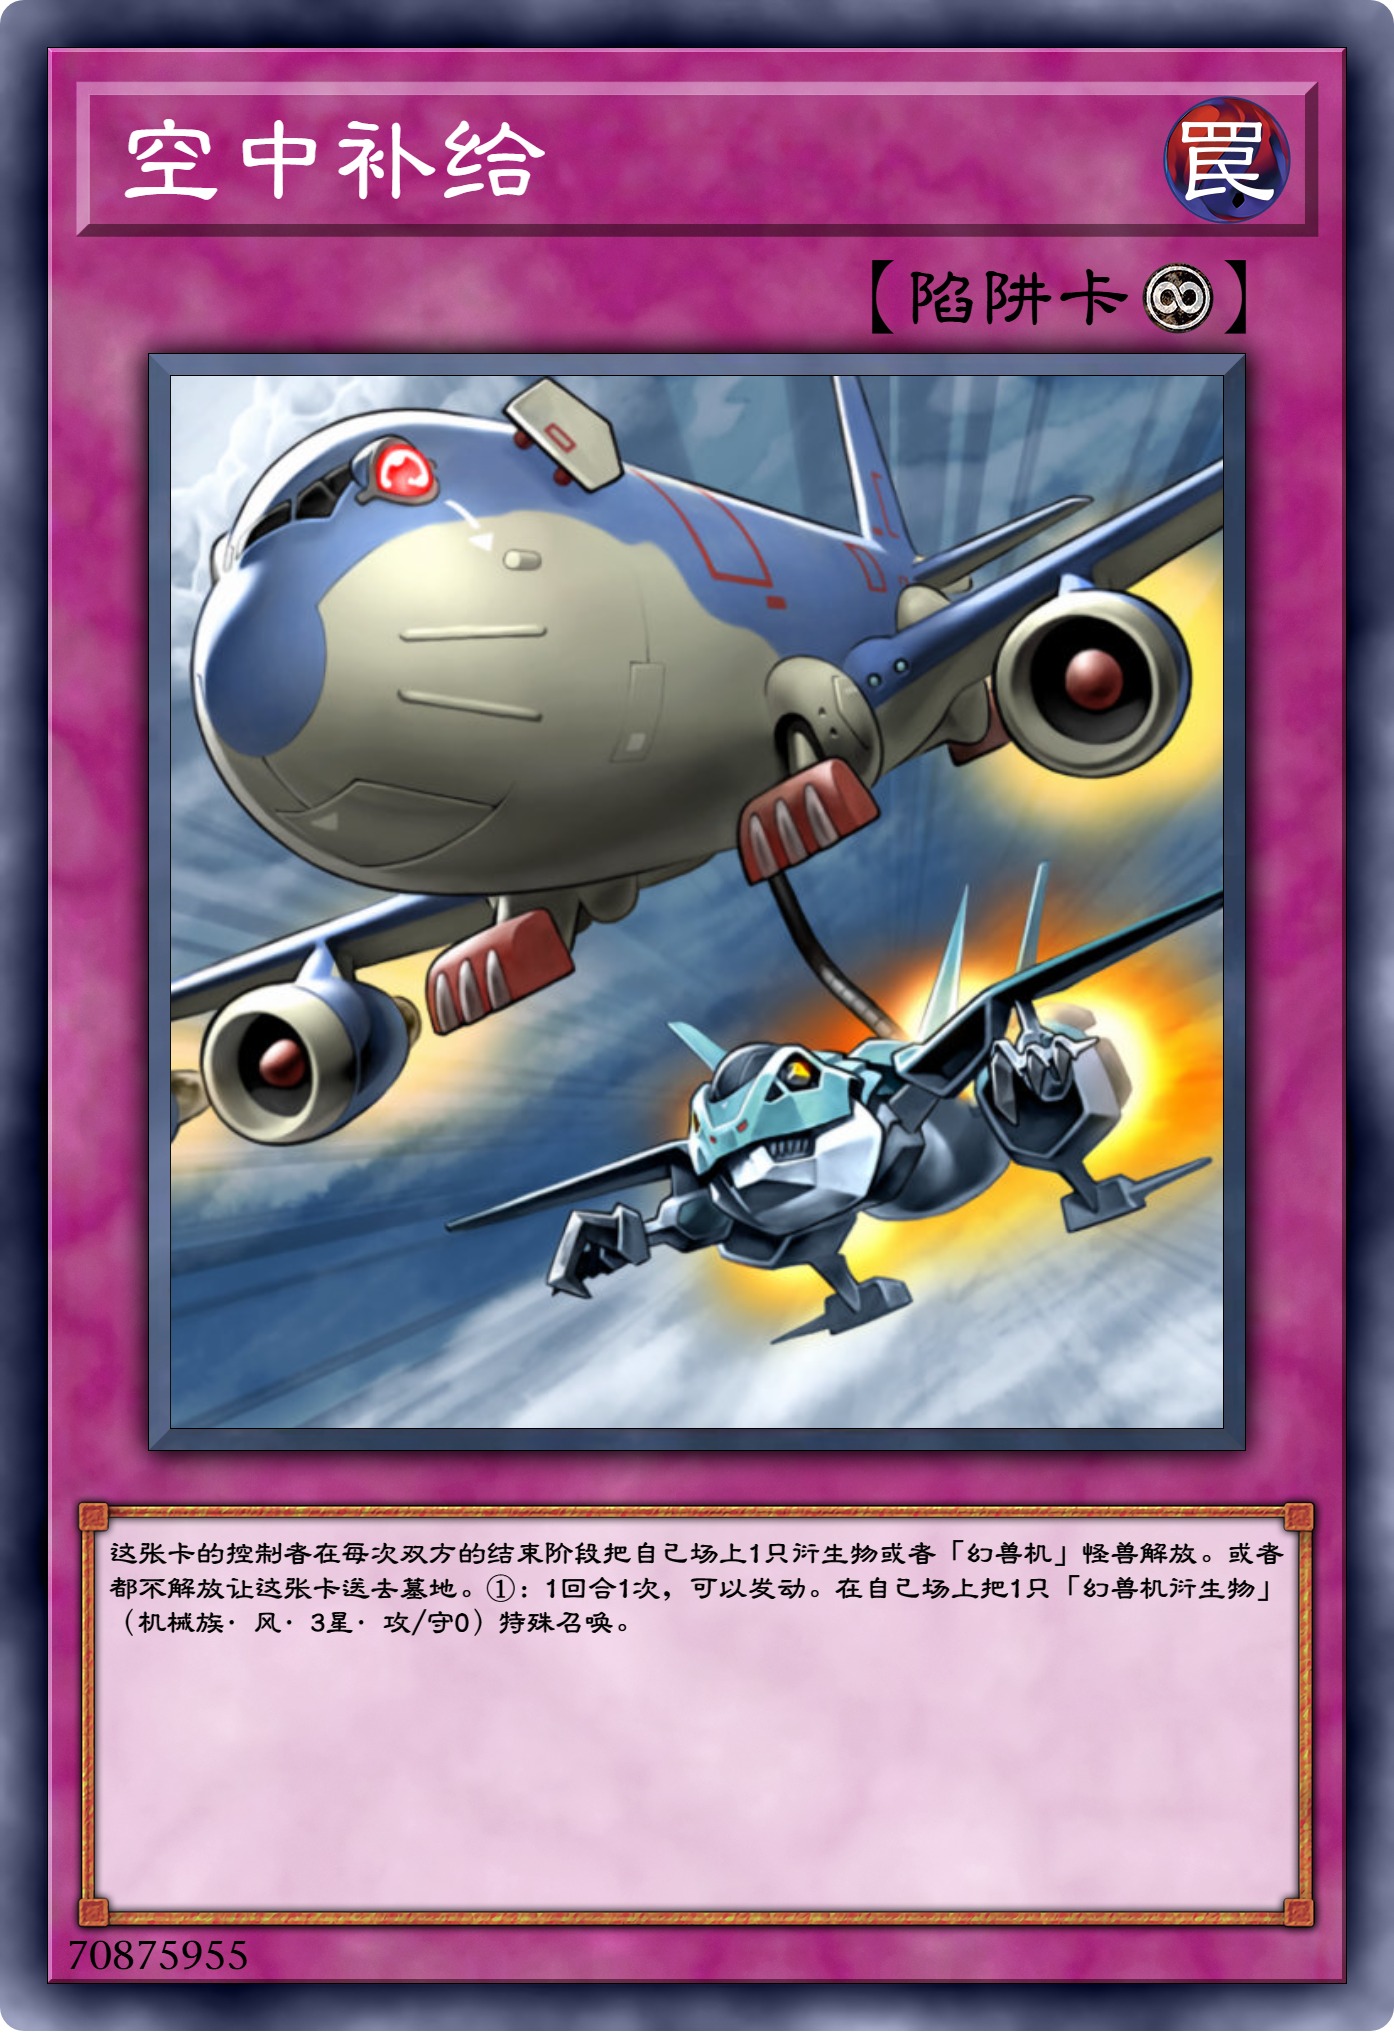 空中补给
罠
【陷阱卡】
这张卡的控制者在每次双方的结束阶段把自己场上1只衍生物或者「幻兽机」怪兽解放。或者
都不解放让这张卡送去墓地。①：1回合1次，可以发动。在自己场上把1只「幻兽机衍生物」
（机械族·风·3星·攻/守0）特殊召唤。
70875955